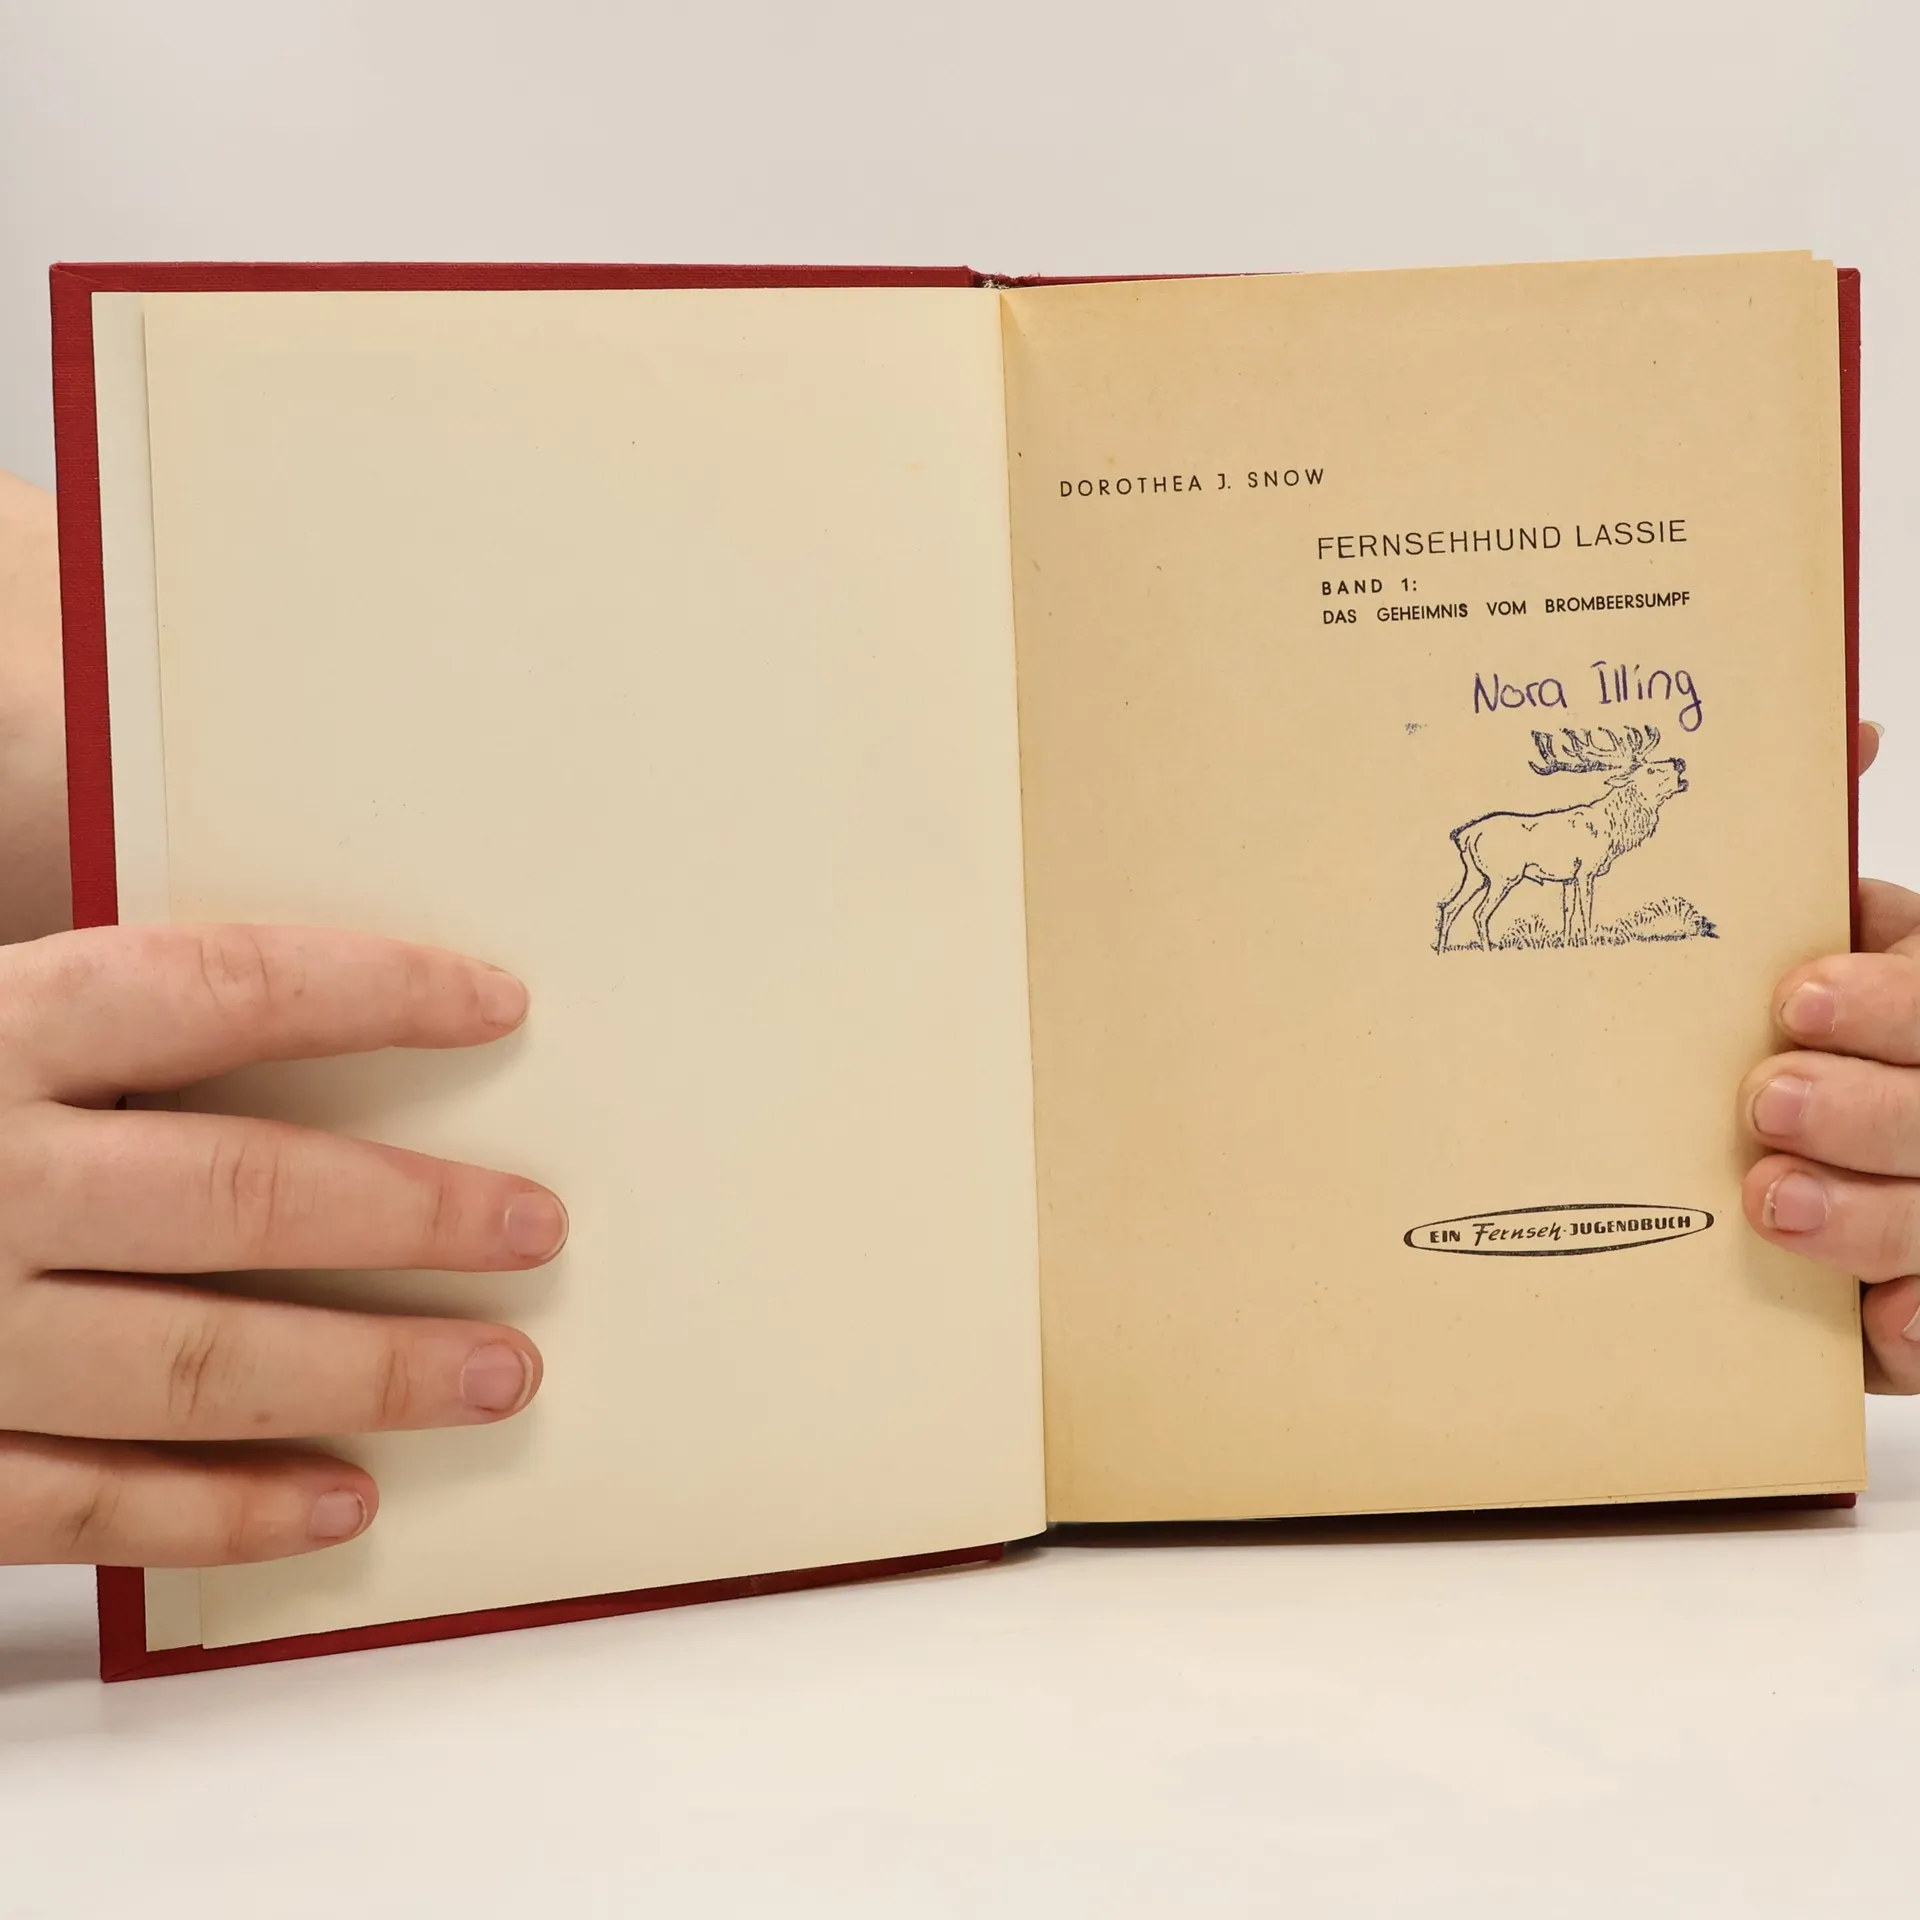 DOROTHEA J. SNOW
FERNSEHHUND LASSIE
BAND 1:
DAS GEHEIMNIS VOM BROMBEERSUMPF
Nora Illing
EIN Fernseh-JUGENDBUCH